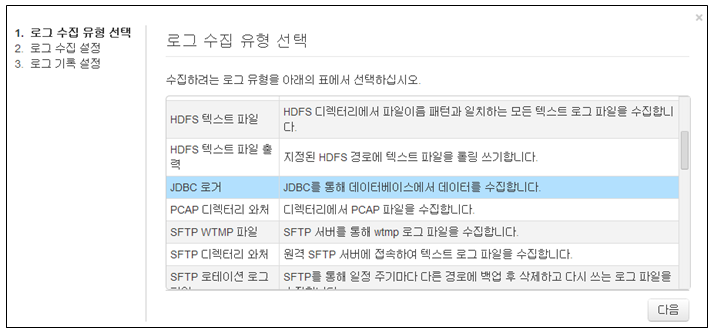 1. 로그 수집 유형 선택
2. 로그 수집 설정
3. 로그 기록 설정
로그 수집 유형 선택
수집하려는 로그 유형을 아래의 표에서 선택하십시오.
HDFS 텍스트 파일 HDFS 디렉터리에서 파일이름 패턴과 일치하는 모든 텍스트 로그 파일을 수집합니
다.
HDFS 텍스트 파일 출
력 지정된 HDFS 경로에 텍스트 파일을 롤링 쓰기합니다.
JDBC 로거 JDBC를 통해 데이터베이스에서 데이터를 수집합니다.
PCAP 디렉터리 와처 디렉터리에서 PCAP 파일을 수집합니다.
SFTP WTMP 파일 SFTP 서버를 통해 wtmp 로그 파일을 수집합니다.
SFTP 디렉터리 와처 원격 SFTP 서버에 접속하여 텍스트 로그 파일을 수집합니다.
SFTP 로테이션 로그 SFTP를 통해 일정 주기마다 다른 경로에 백업 후 삭제하고 다시 쓰는 로그 파일을
다음